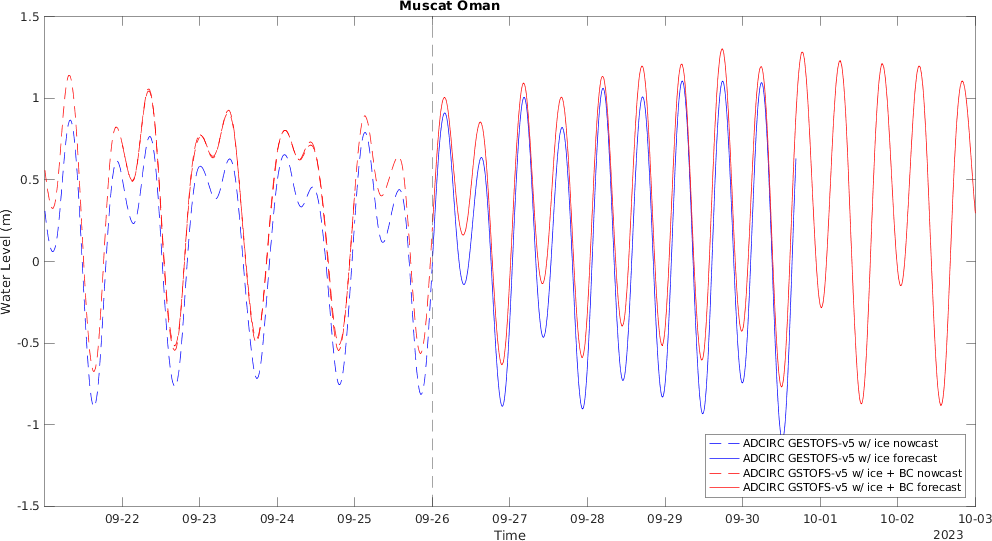 Muscat Oman
1.5
1
0.5
0
-0.5
-1
-1.5
Water Level (m)
ADCIRC GESTOFS-v5 w/ ice nowcast
ADCIRC GESTOFS-v5 w/ ice forecast
ADCIRC GSTOFS-v5 w/ ice + BC nowcast
ADCIRC GSTOFS-v5 w/ ice + BC forecast
09-22 09-23 09-24 09-25 09-26 09-27 09-28 09-29 09-30 10-01 10-02 10-03
Time
2023